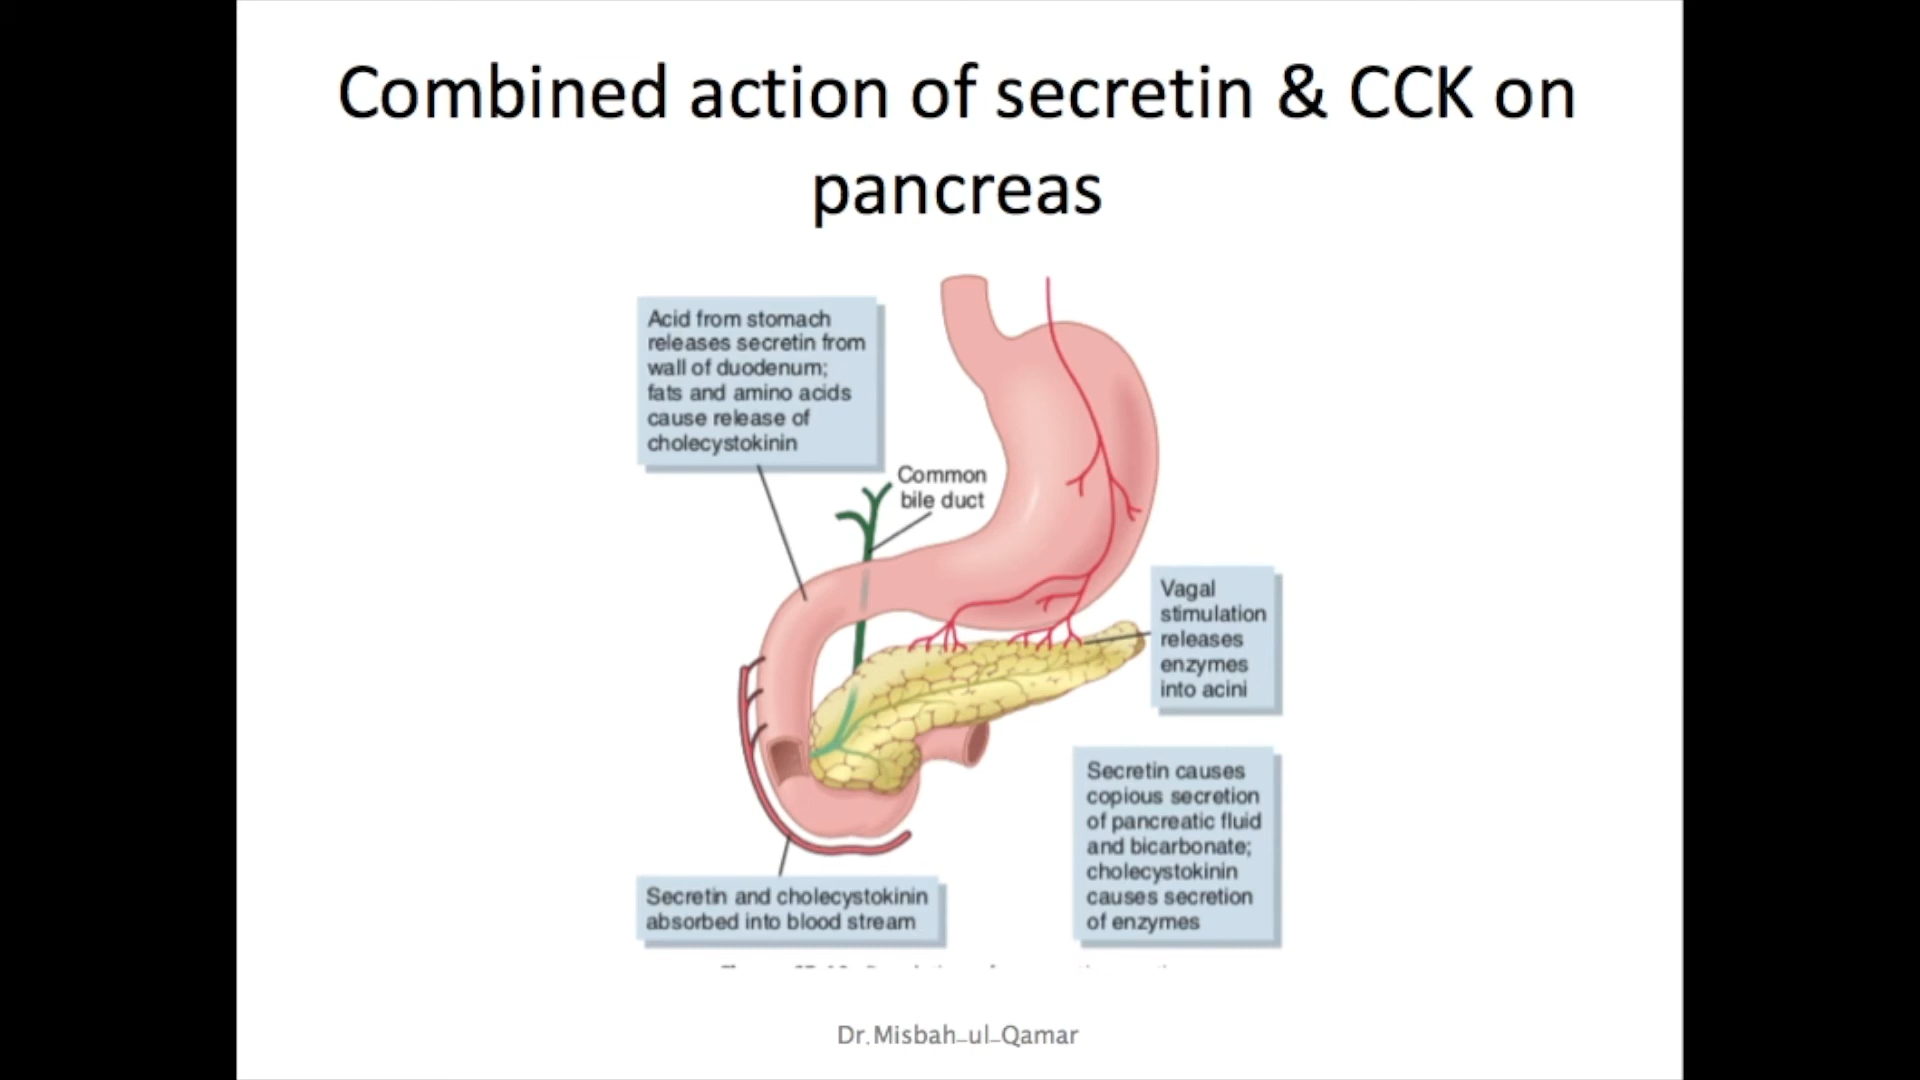 Combined action of secretin & CCK on
pancreas
Acid from stomach
releases secretin from
wall of duodenum;
fats and amino acids
cause release of
cholecystokinin
Common
bile duct
Vagal
stimulation
releases
enzymes
into acini
Secretin causes
copious secretion
of pancreatic fluid
and bicarbonate;
cholecystokinin
causes secretion
of enzymes
Secretin and cholecystokinin
absorbed into blood stream
Dr.Misbah_ul_Qamar